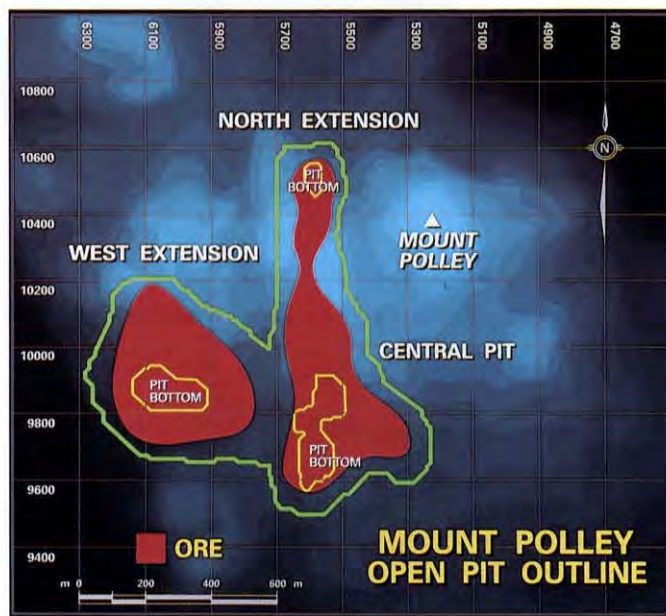 6300
6100
5900
5700
5500
5300
5100
4900
4700
10800
NORTH EXTENSION
10600
N
PIT
BOTTOM
10400
MOUNT
POLLEY
WEST EXTENSION
10200
10000
CENTRAL PIT
PIT
BOTTOM
9800
PIT
BOTTOM
9600
ORE
MOUNT POLLEY
OPEN PIT OUTLINE
9400
m 0 200 400 600 m